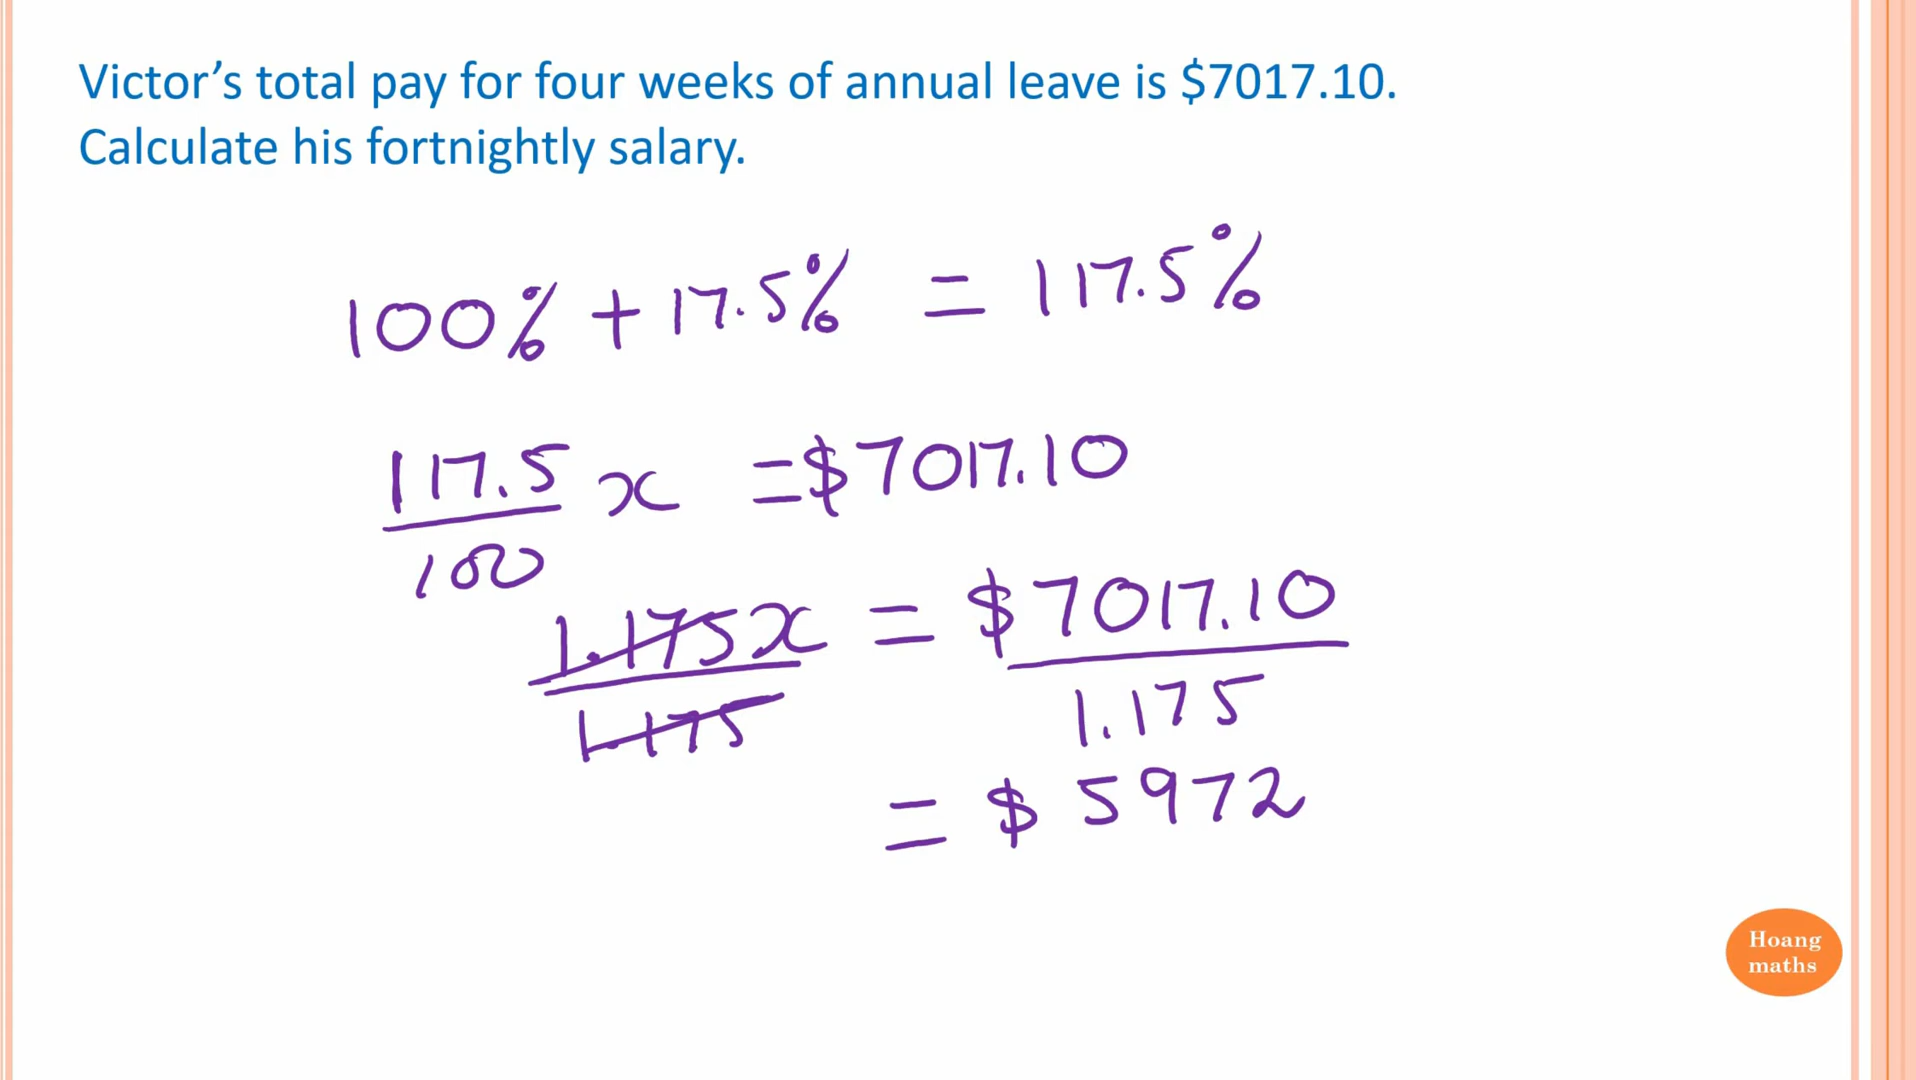 Victor’s total pay for four weeks of annual leave is $7017.10.
Calculate his fortnightly salary.
100% + 17.5% = 117.5%
117.5/100 x = $7017.10
1.175x/1.175 = $7017.10/1.175
= $5972
Hoang
maths